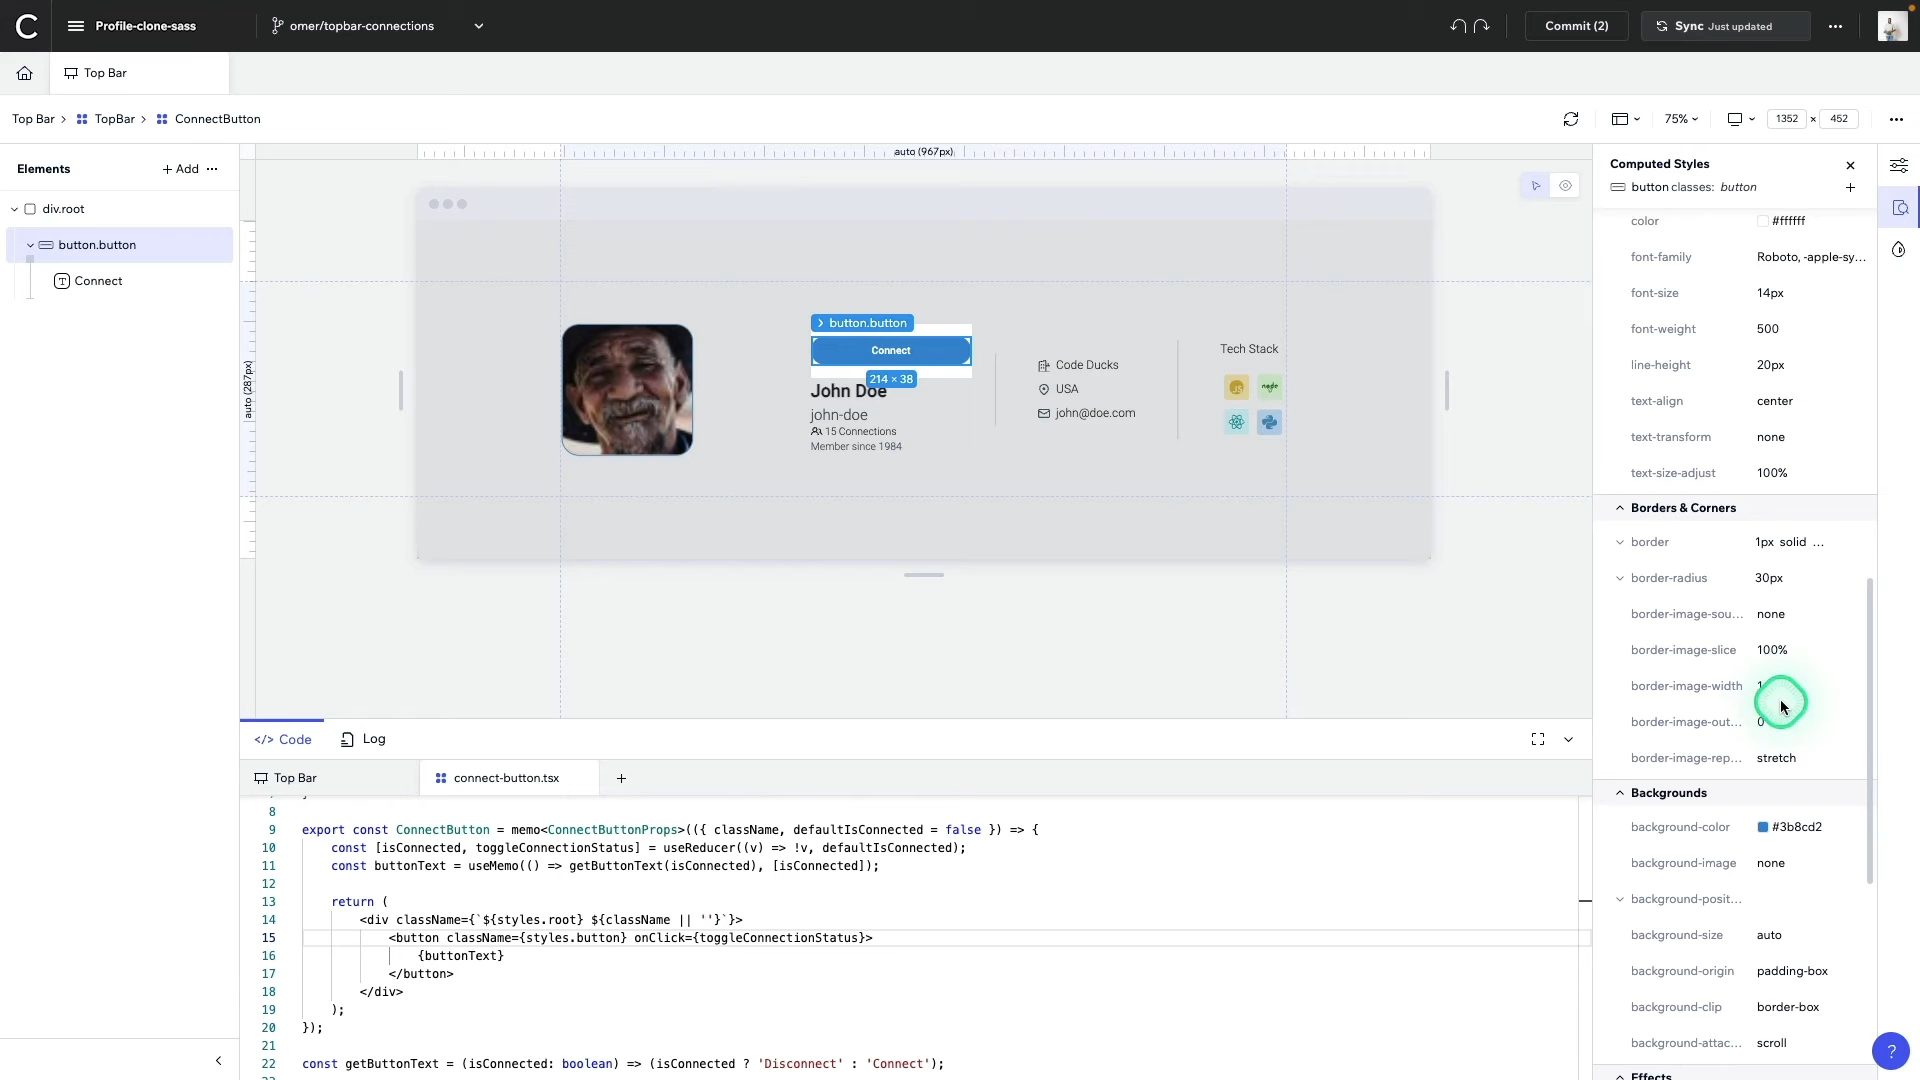 Profile-clone-sass
omer/topbar-connections
Commit (2)
Sync Just updated
Top Bar
Top Bar > TopBar > ConnectButton
75%
1352 x 452
Elements
+ Add
div.root
button.button
Connect
auto (967px)
auto (287px)
button.button
Connect
214 × 38
John Doe
john-doe
15 Connections
Member since 1984
Code Ducks
USA
john@doe.com
Tech Stack
JS
node
Computed Styles
button classes: button
color #ffffff
font-family Roboto, -apple-sy...
font-size 14px
font-weight 500
line-height 20px
text-align center
text-transform none
text-size-adjust 100%
Borders & Corners
border 1px solid ...
border-radius 30px
border-image-sou... none
border-image-slice 100%
border-image-width 1
border-image-out... 0
border-image-rep... stretch
Backgrounds
background-color #3b8cd2
background-image none
background-posit...
background-size auto
background-origin padding-box
background-clip border-box
background-attac... scroll
Effects
</> Code
Log
Top Bar
connect-button.tsx
8
9 export const ConnectButton = memo<ConnectButtonProps>(({ className, defaultIsConnected = false }) => {
10 const [isConnected, toggleConnectionStatus] = useReducer((v) => !v, defaultIsConnected);
11 const buttonText = useMemo(() => getButtonText(isConnected), [isConnected]);
12
13 return (
14 <div className={`${styles.root} ${className || ''}`}>
15 <button className={styles.button} onClick={toggleConnectionStatus}>
16 {buttonText}
17 </button>
18 </div>
19 );
20 });
21
22 const getButtonText = (isConnected: boolean) => (isConnected ? 'Disconnect' : 'Connect');
?